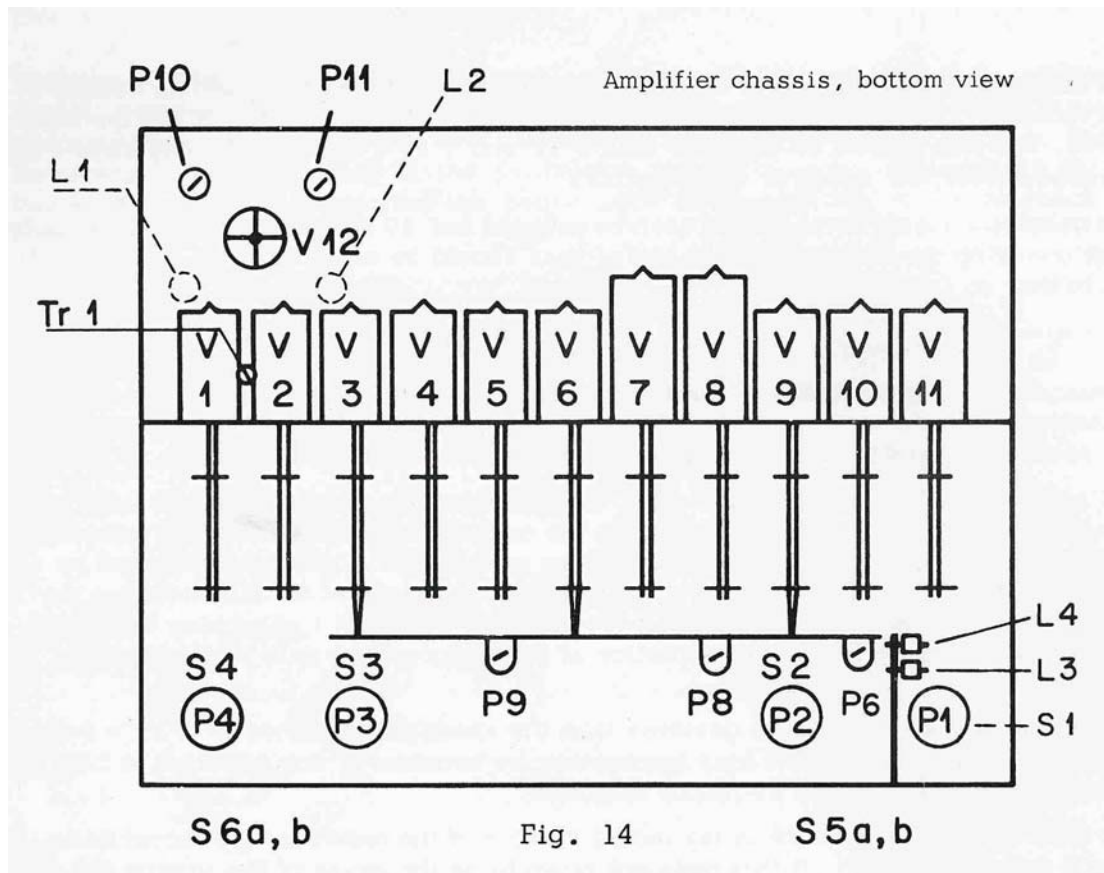 P10 P11 L2 Amplifier chassis, bottom view
L1
V 12
Tr 1
V V V V V V V V V V V
1 2 3 4 5 6 7 8 9 10 11
L4
S4 S3 S2 L3
P9 P8 P6
P4 P3 P2 P1 S1
S6a,b Fig. 14 S5a,b